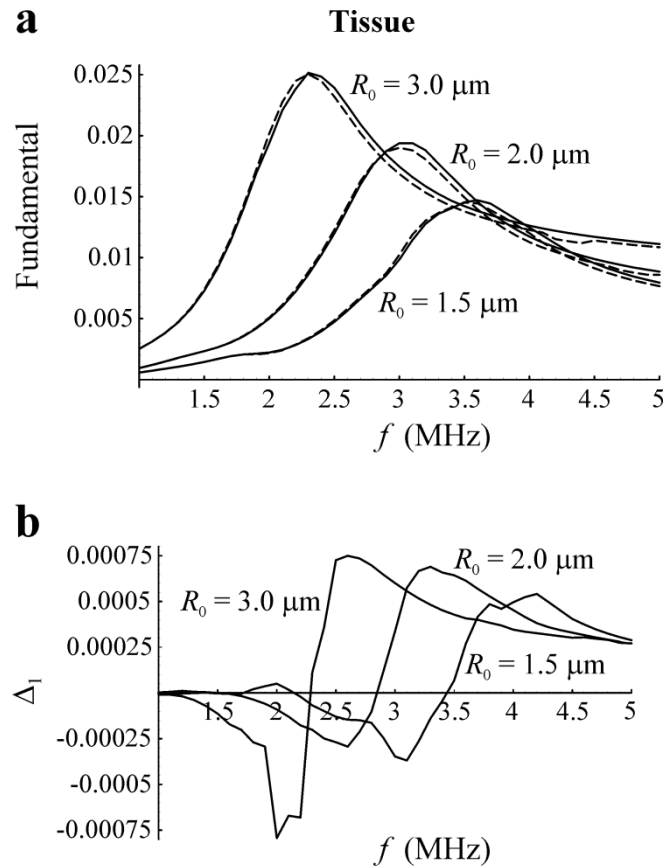 a
Tissue
0.025
0.02
0.015
0.01
0.005
Fundamental
R₀ = 3.0 μm
R₀ = 2.0 μm
R₀ = 1.5 μm
1.5 2 2.5 3 3.5 4 4.5 5
f (MHz)
b
0.00075
0.0005
0.00025
-0.00025
-0.0005
-0.00075
Δ₁
R₀ = 2.0 μm
R₀ = 3.0 μm
R₀ = 1.5 μm
1.5 2 2.5 3 3.5 4 4.5 5
f (MHz)